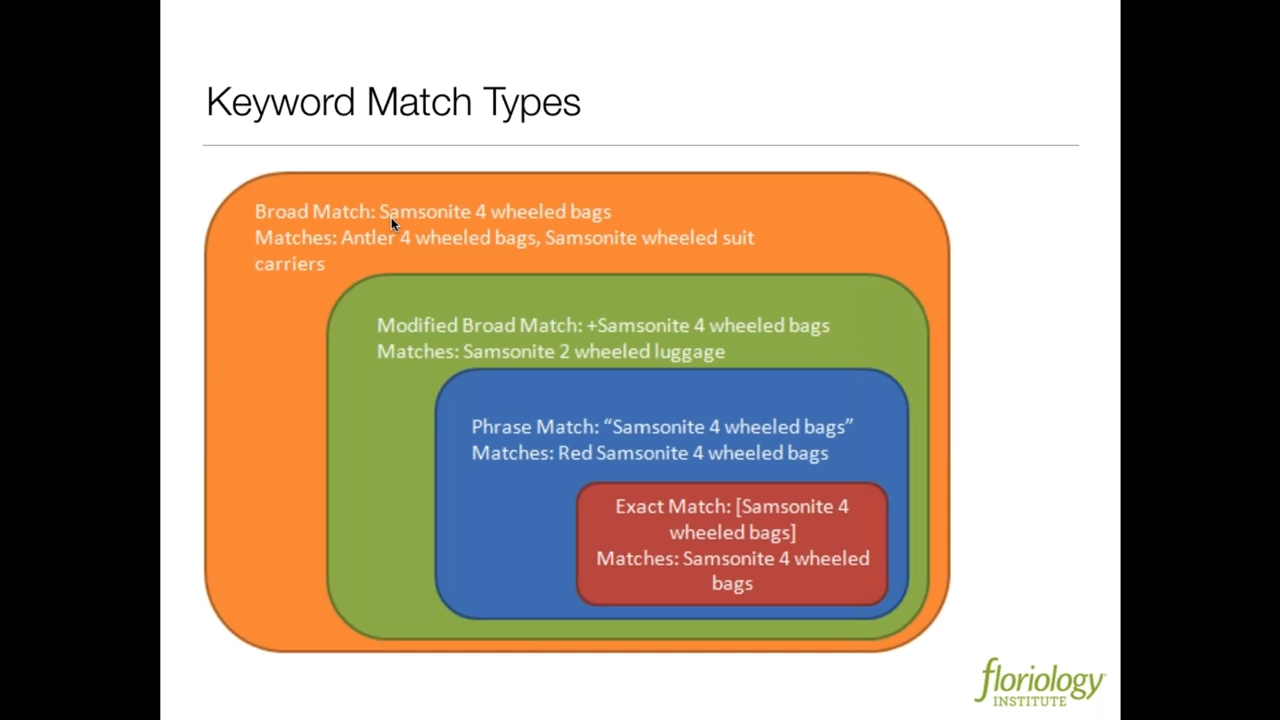 Keyword Match Types
Broad Match: Samsonite 4 wheeled bags
Matches: Antler 4 wheeled bags, Samsonite wheeled suit
carriers
Modified Broad Match: +Samsonite 4 wheeled bags
Matches: Samsonite 2 wheeled luggage
Phrase Match: “Samsonite 4 wheeled bags”
Matches: Red Samsonite 4 wheeled bags
Exact Match: [Samsonite 4
wheeled bags]
Matches: Samsonite 4 wheeled
bags
floriology
INSTITUTE